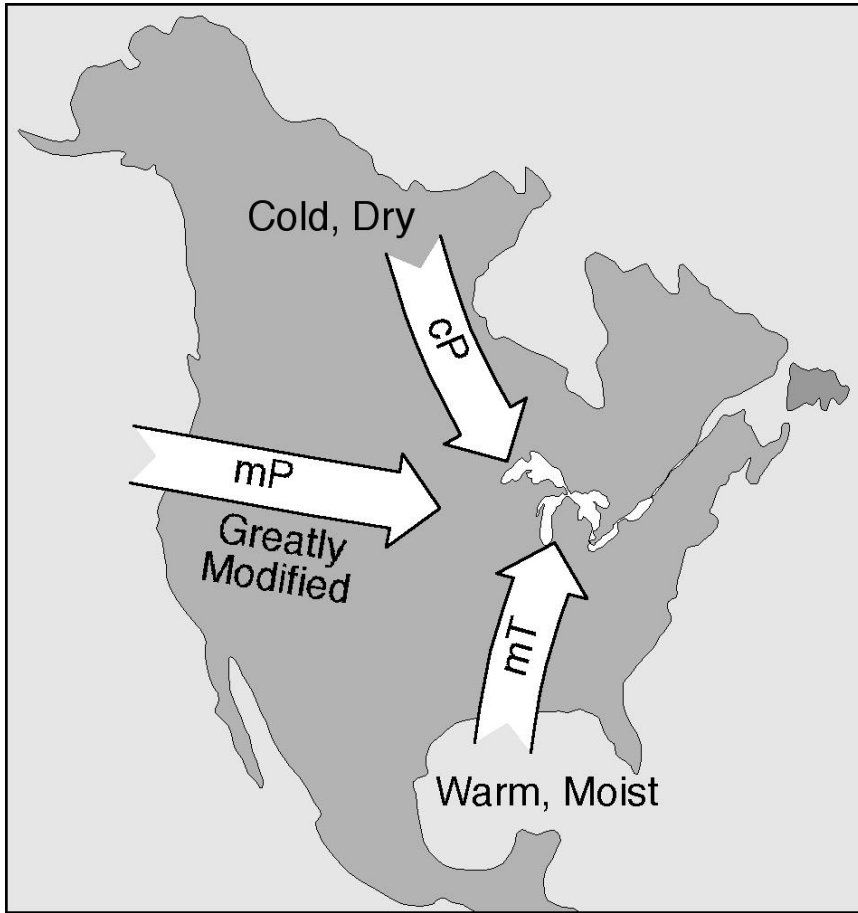 Cold, Dry
cP
mP
Greatly
Modified
mT
Warm, Moist